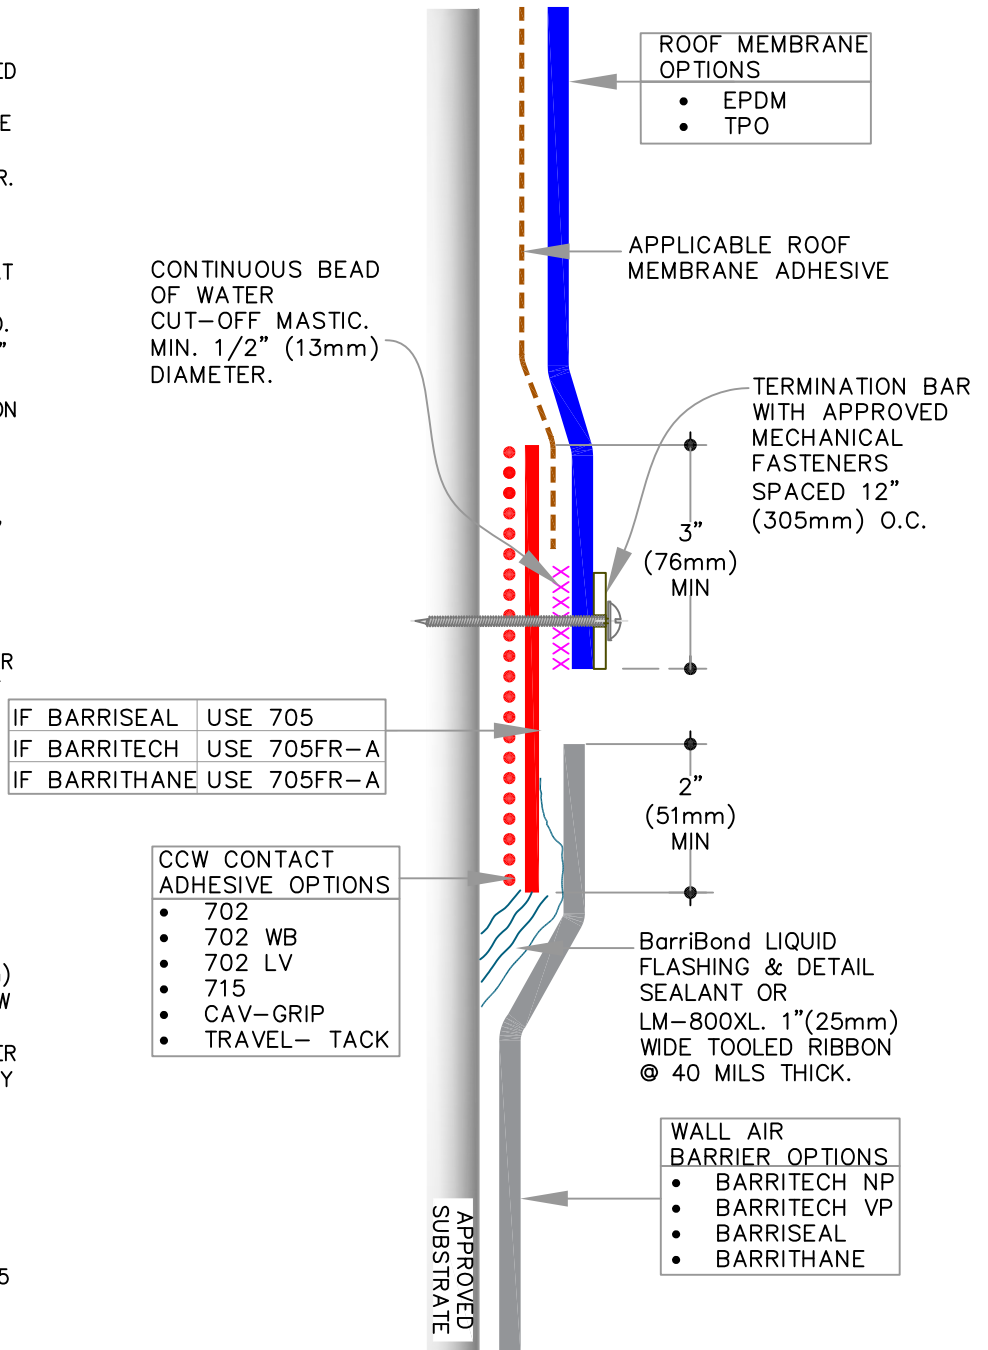 ROOF MEMBRANE
OPTIONS
• EPDM
• TPO
APPLICABLE ROOF
MEMBRANE ADHESIVE
CONTINUOUS BEAD
OF WATER
CUT-OFF MASTIC.
MIN. 1/2" (13mm)
DIAMETER.
TERMINATION BAR
WITH APPROVED
MECHANICAL
FASTENERS
SPACED 12"
(305mm) O.C.
3"
(76mm)
MIN
IF BARRISEAL USE 705
IF BARRITECH USE 705FR-A
IF BARRITHANE USE 705FR-A
2"
(51mm)
MIN
CCW CONTACT
ADHESIVE OPTIONS
• 702
• 702 WB
• 702 LV
• 715
• CAV-GRIP
• TRAVEL- TACK
BarriBond LIQUID
FLASHING & DETAIL
SEALANT OR
LM-800XL. 1"(25mm)
WIDE TOOLED RIBBON
@ 40 MILS THICK.
WALL AIR
BARRIER OPTIONS
• BARRITECH NP
• BARRITECH VP
• BARRISEAL
• BARRITHANE
APPROVED
SUBSTRATE